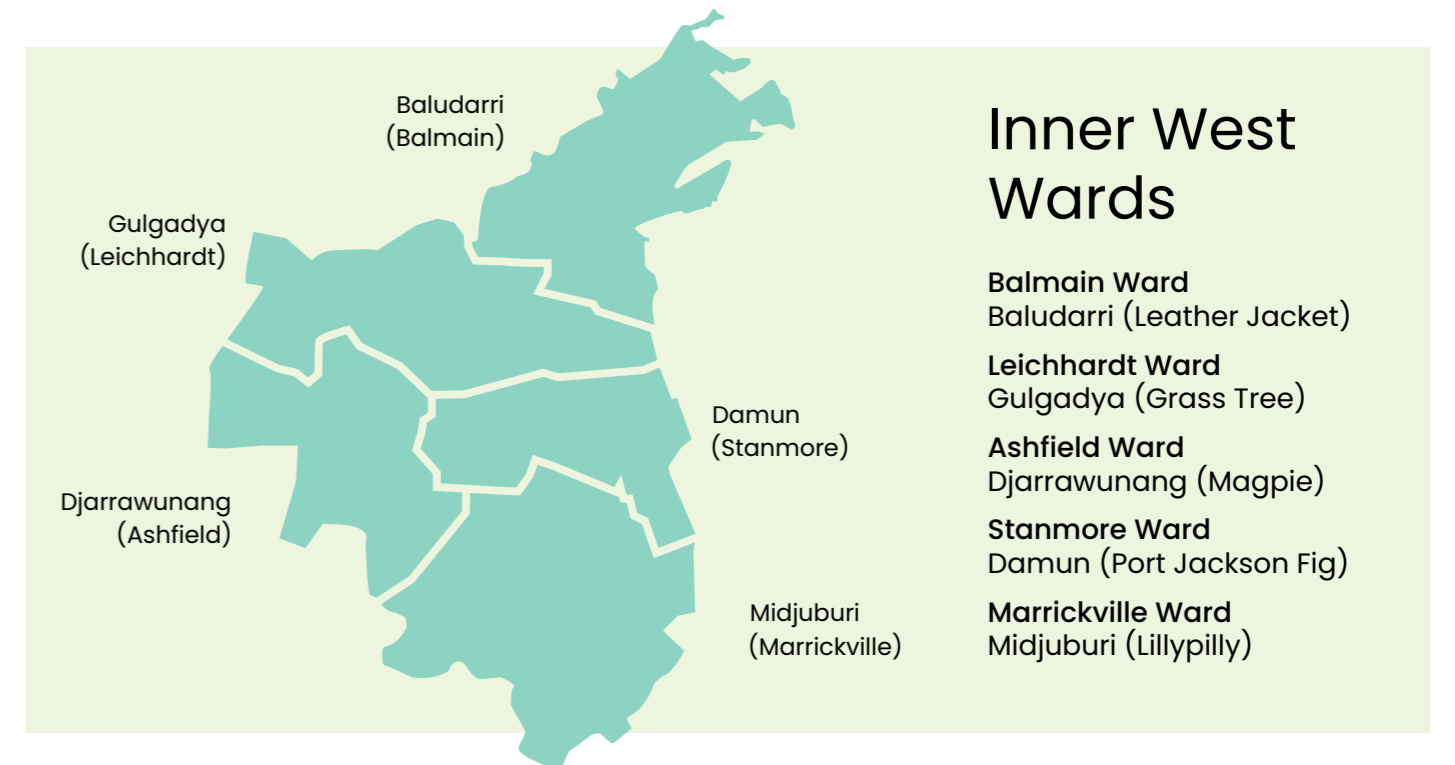 Baludarri
(Balmain)
Gulgadya
(Leichhardt)
Djarrawunang
(Ashfield)
Damun
(Stanmore)
Midjuburi
(Marrickville)
Inner West
Wards
Balmain Ward
Baludarri (Leather Jacket)
Leichhardt Ward
Gulgadya (Grass Tree)
Ashfield Ward
Djarrawunang (Magpie)
Stanmore Ward
Damun (Port Jackson Fig)
Marrickville Ward
Midjuburi (Lillypilly)